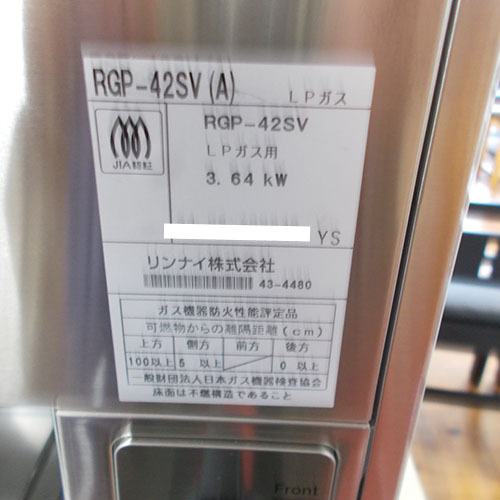 RGP-42SV(A) LPガス
JIA認証
RGP-42SV
LPガス用
3.64 kW
YS
リンナイ株式会社
43-4480
ガス機器防火性能評定品
可燃物からの離隔距離(cm)
上方 側方 前方 後方
100以上 5 以上 0 以上
一般財団法人日本ガス機器検査協会
床面は不燃構造であること
Front